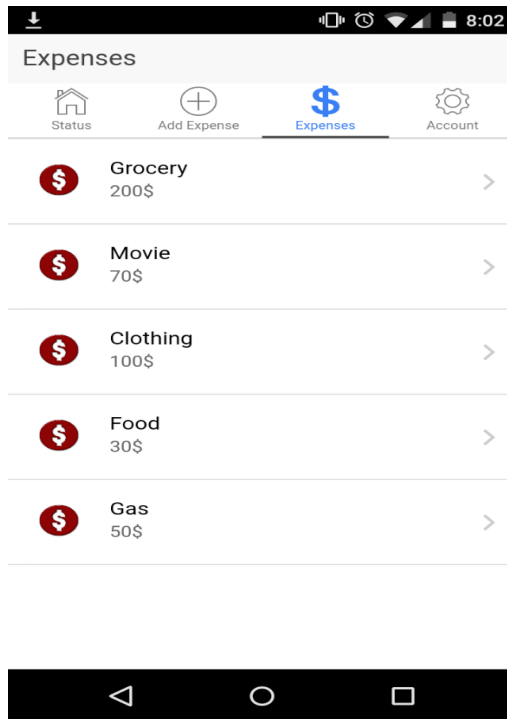 8:02
Expenses
Status Add Expense Expenses Account
Grocery
200$
Movie
70$
Clothing
100$
Food
30$
Gas
50$